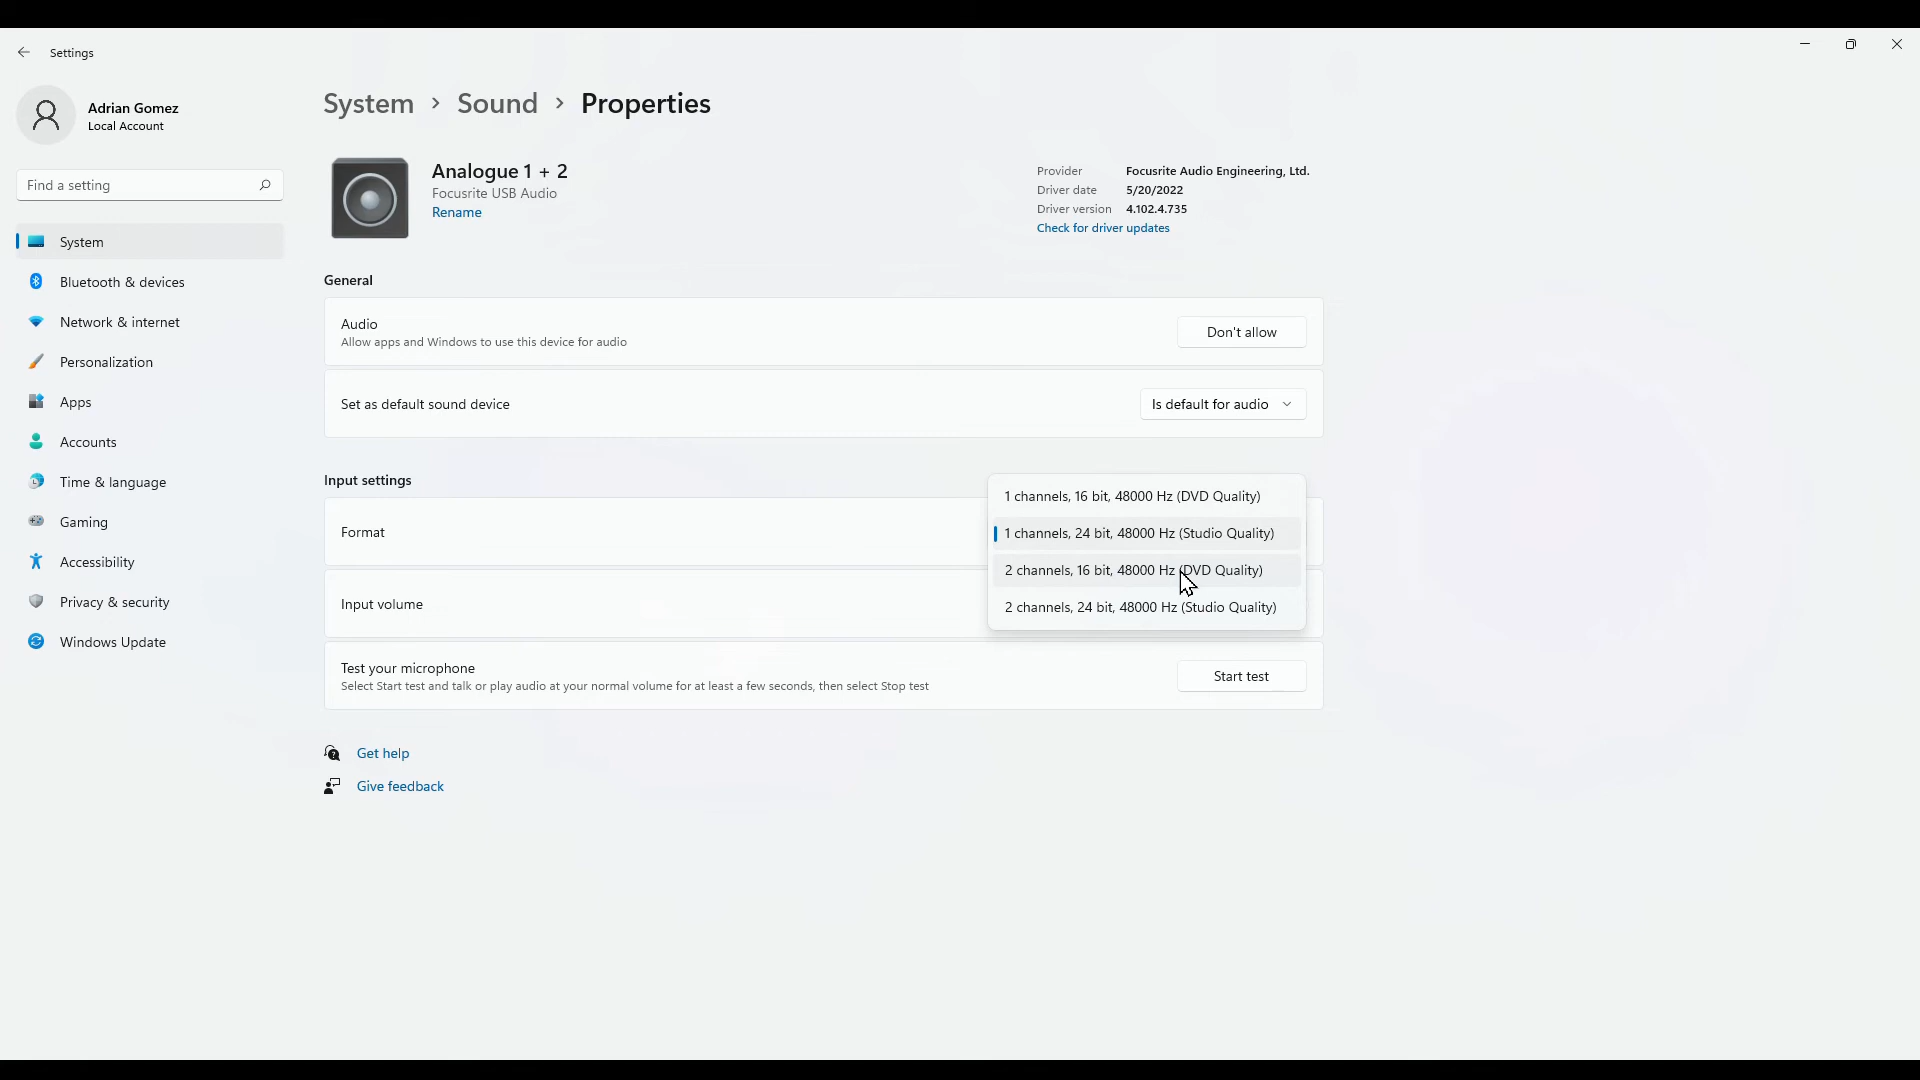 Settings
Adrian Gomez
Local Account
Find a setting
System
Bluetooth & devices
Network & internet
Personalization
Apps
Accounts
Time & language
Gaming
Accessibility
Privacy & security
Windows Update
System > Sound > Properties
Analogue 1 + 2
Focusrite USB Audio
Rename
Provider Focusrite Audio Engineering, Ltd.
Driver date 5/20/2022
Driver version 4.102.4.735
Check for driver updates
General
Audio
Allow apps and Windows to use this device for audio
Don't allow
Set as default sound device
Is default for audio
Input settings
Format
1 channels, 16 bit, 48000 Hz (DVD Quality)
1 channels, 24 bit, 48000 Hz (Studio Quality)
2 channels, 16 bit, 48000 Hz (DVD Quality)
2 channels, 24 bit, 48000 Hz (Studio Quality)
Input volume
Test your microphone
Select Start test and talk or play audio at your normal volume for at least a few seconds, then select Stop test
Start test
Get help
Give feedback